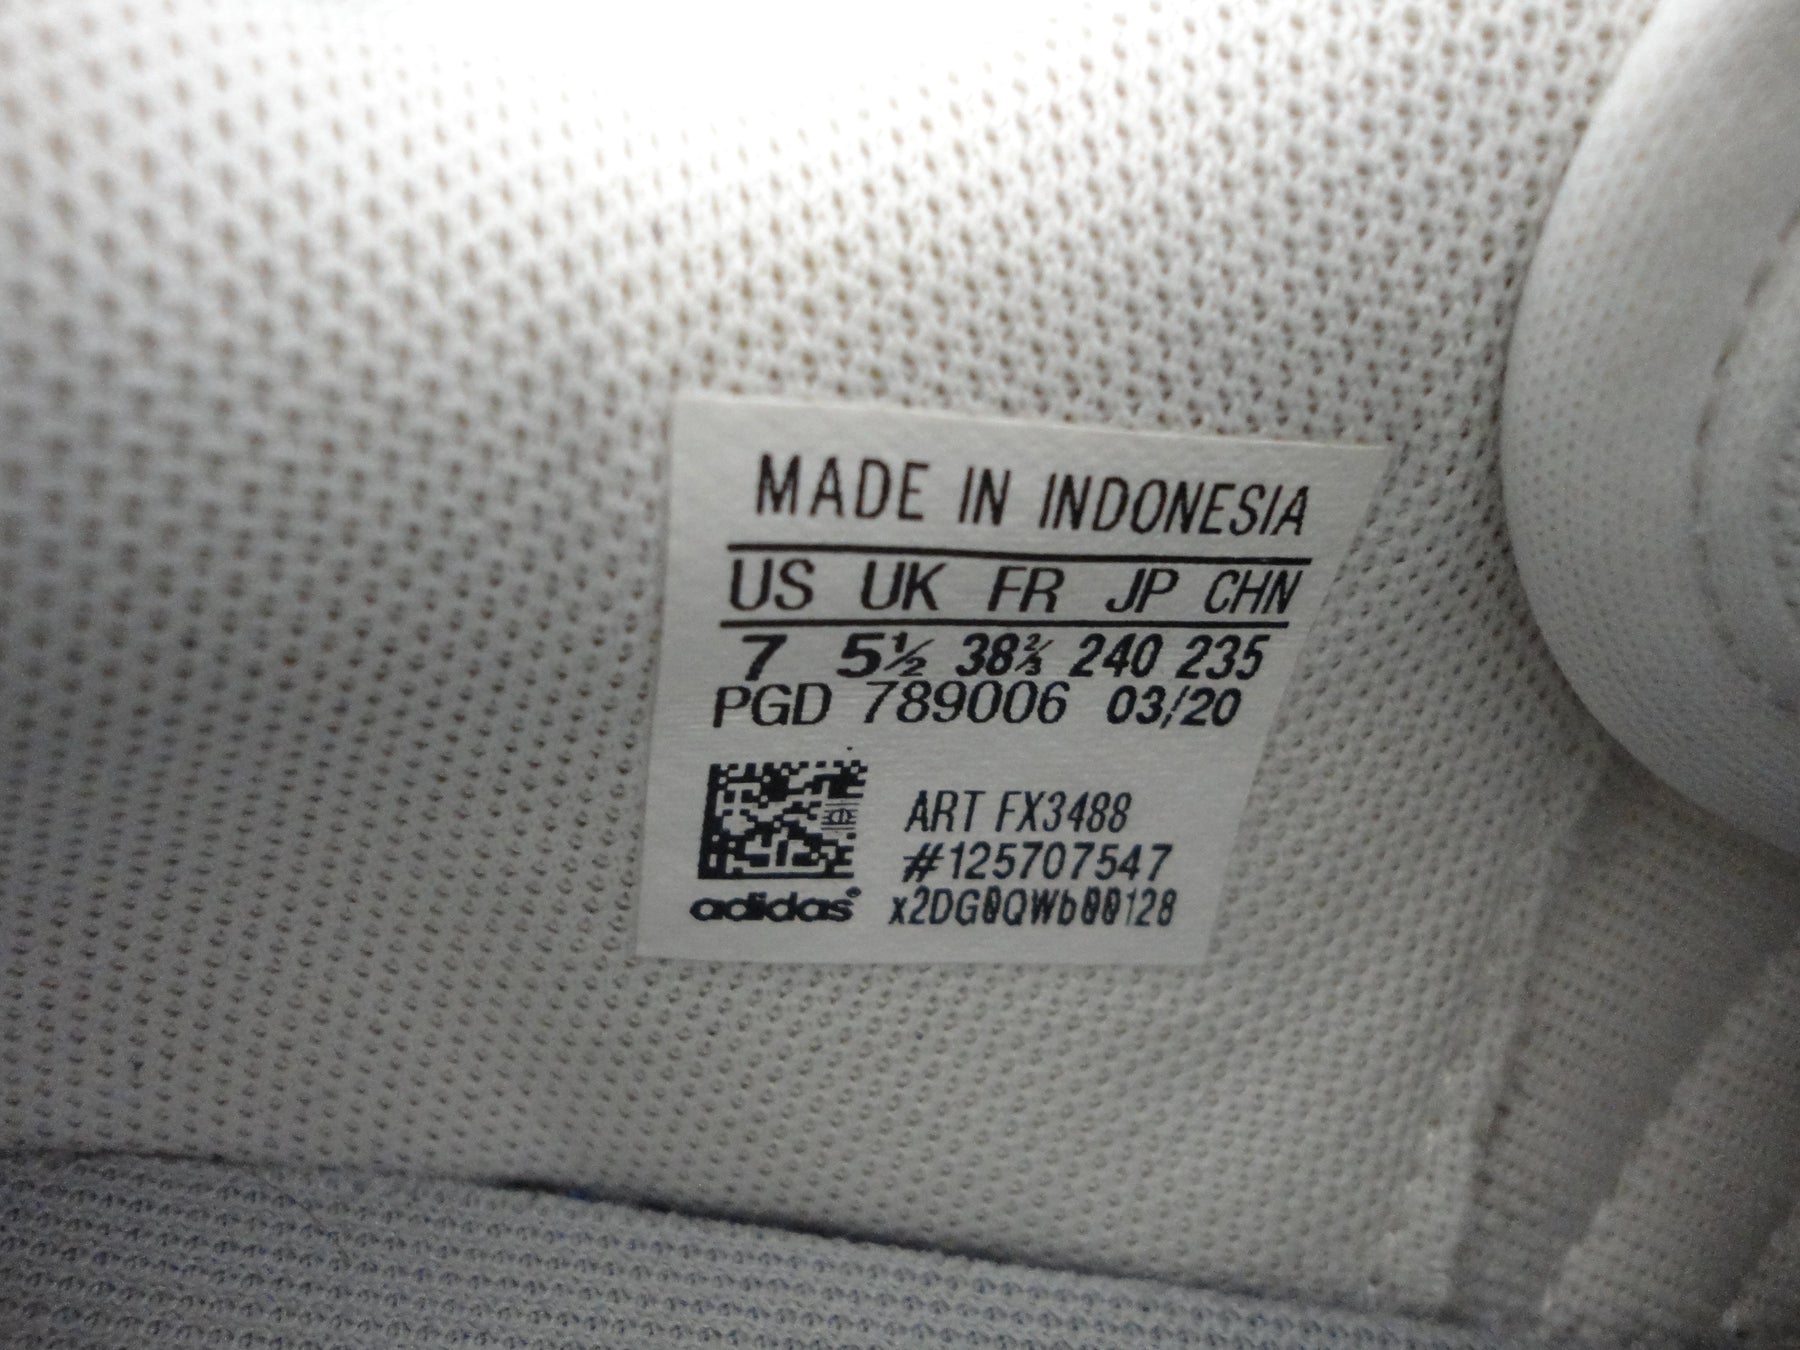 MADE IN INDONESIA
US UK FR JP CHN
7 5½ 38⅔ 240 235
PGD 789006 03/20
ART FX3488
#125707547
adidas® x2DG0QWb00128